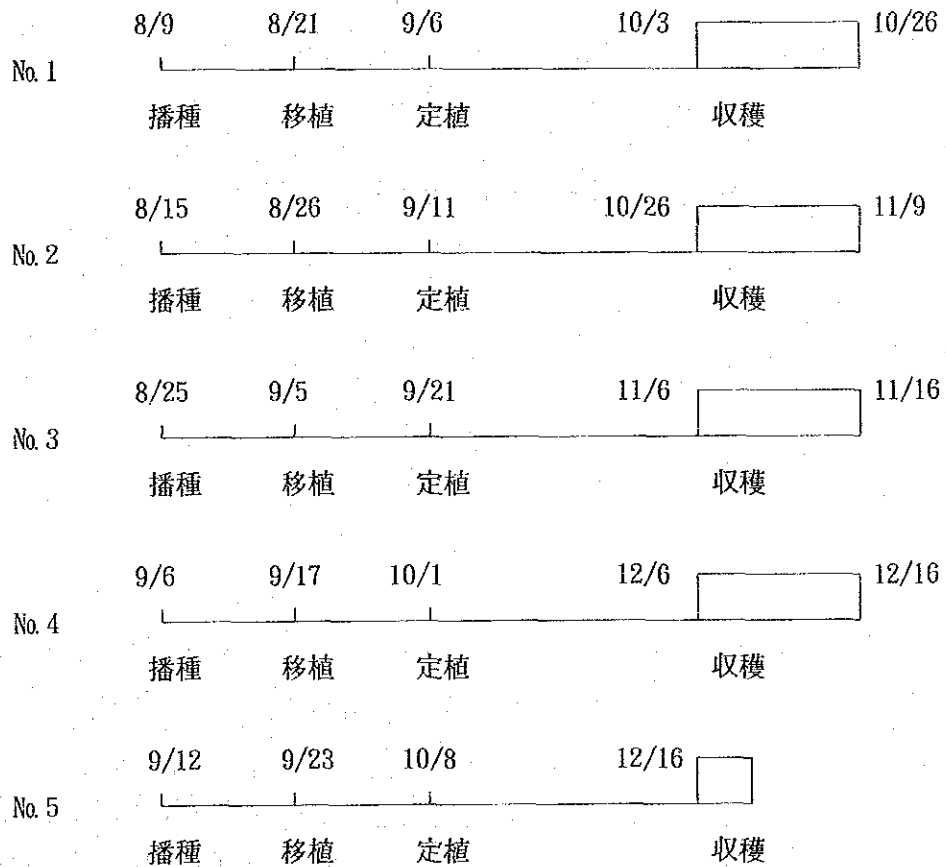 8/9 8/21 9/6 10/3 10/26
No. 1
播種 移植 定植 収穫
8/15 8/26 9/11 10/26 11/9
No. 2
播種 移植 定植 収穫
8/25 9/5 9/21 11/6 11/16
No. 3
播種 移植 定植 収穫
9/6 9/17 10/1 12/6 12/16
No. 4
播種 移植 定植 収穫
9/12 9/23 10/8 12/16
No. 5
播種 移植 定植 収穫